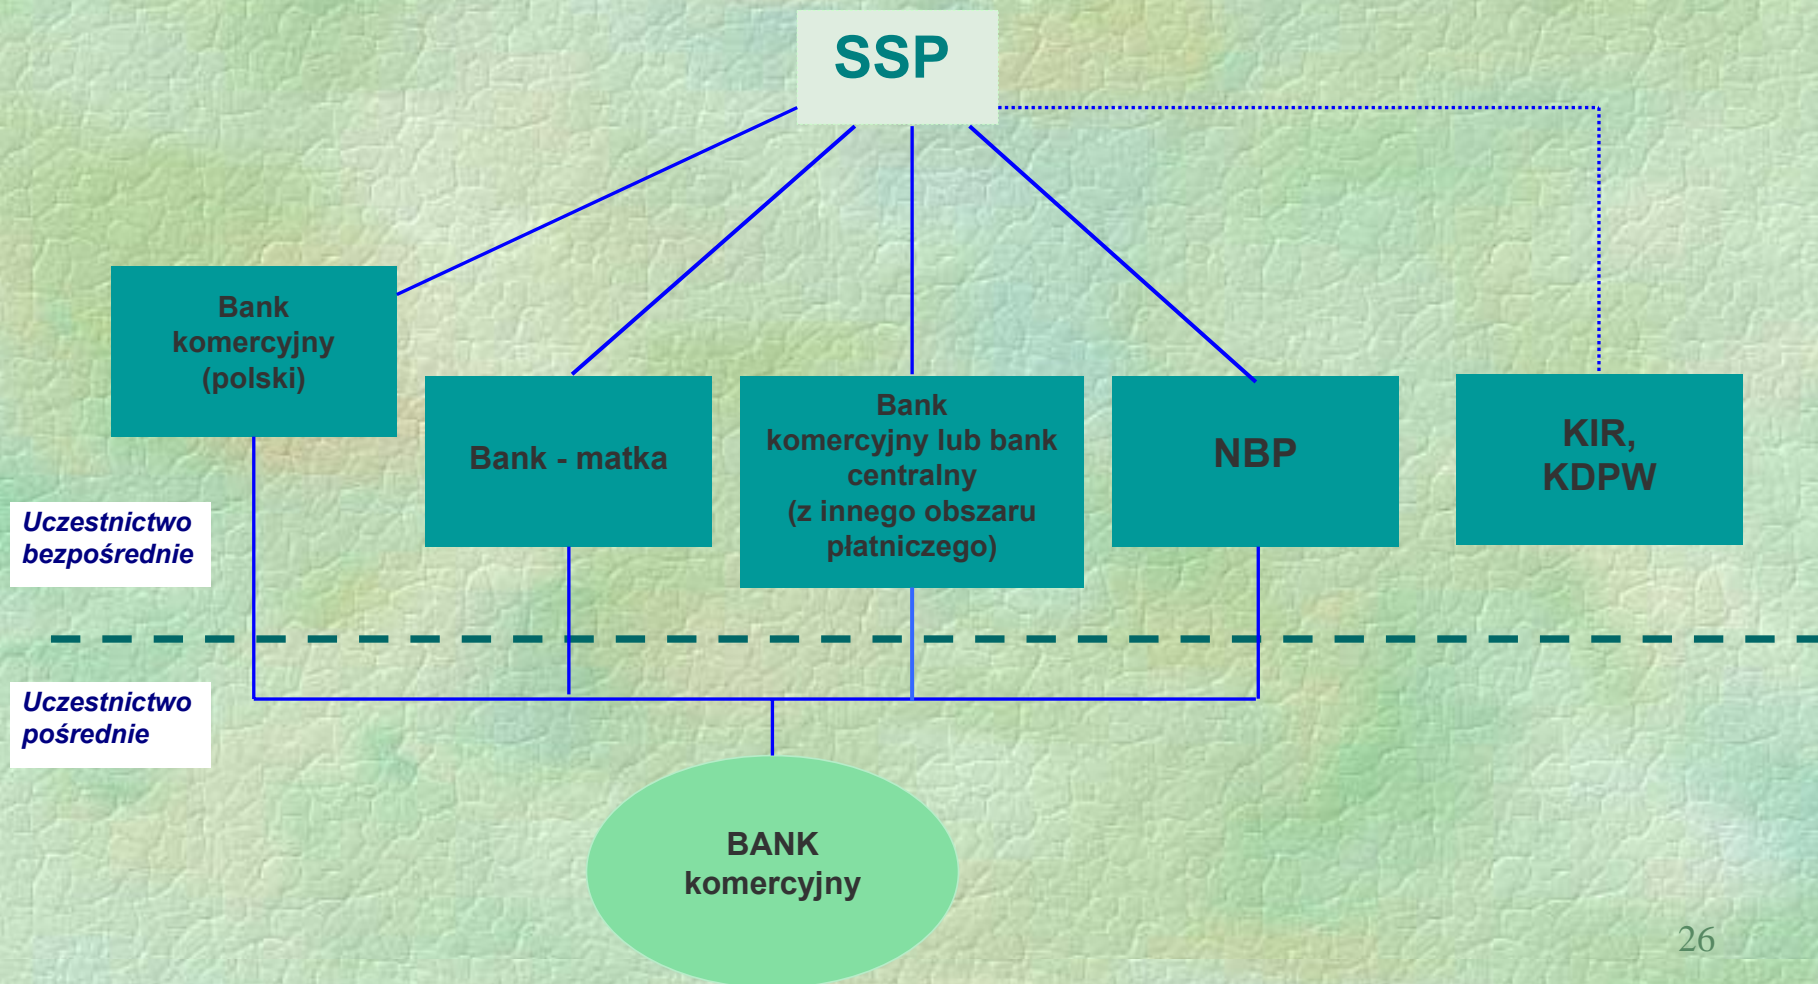 SSP
Bank
komercyjny
(polski)
Bank - matka
Bank
komercyjny lub bank
centralny
(z innego obszaru
płatniczego)
NBP
KIR,
KDPW
Uczestnictwo
bezpośrednie
Uczestnictwo
pośrednie
BANK
komercyjny
26